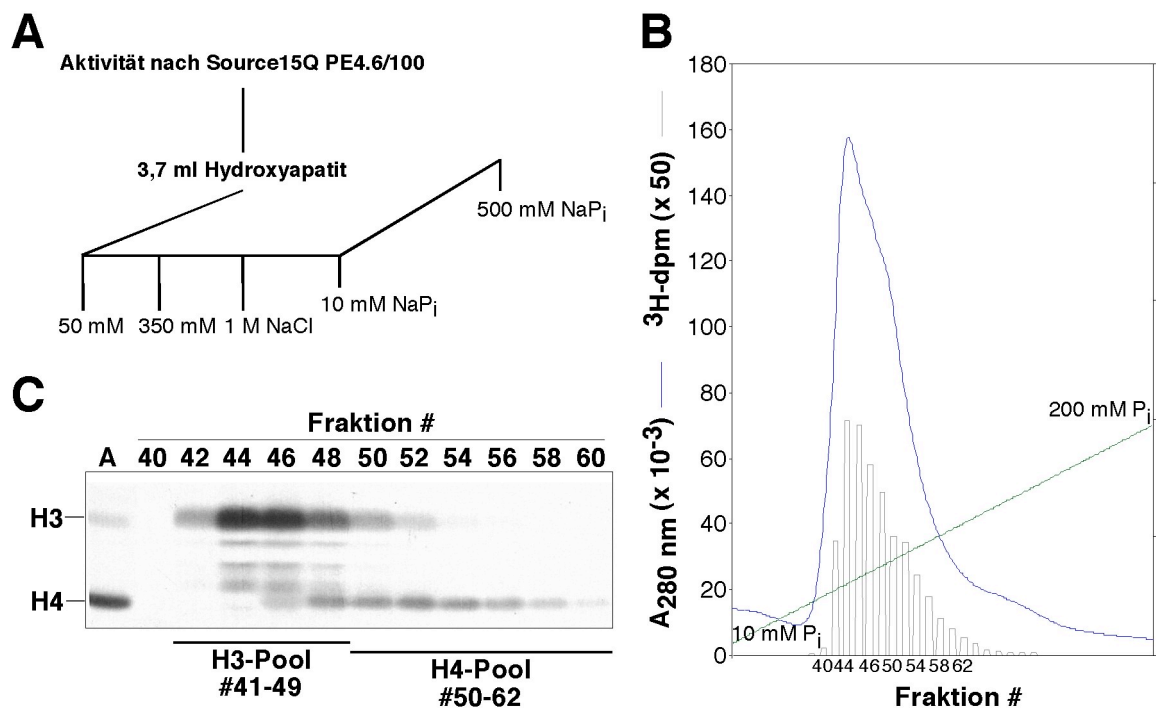 A
Aktivität nach Source15Q PE4.6/100
3,7 ml Hydroxyapatit
500 mM NaPi
10 mM NaPi
50 mM 350 mM 1 M NaCl
B
A280 nm (x 10-3) 3H-dpm (x 50)
180
160
140
120
100
80
60
40
20
0
200 mM Pi
10 mM Pi
40 44 46 50 54 58 62
Fraktion #
C
Fraktion #
A 40 42 44 46 48 50 52 54 56 58 60
H3
H4
H3-Pool
#41-49
H4-Pool
#50-62